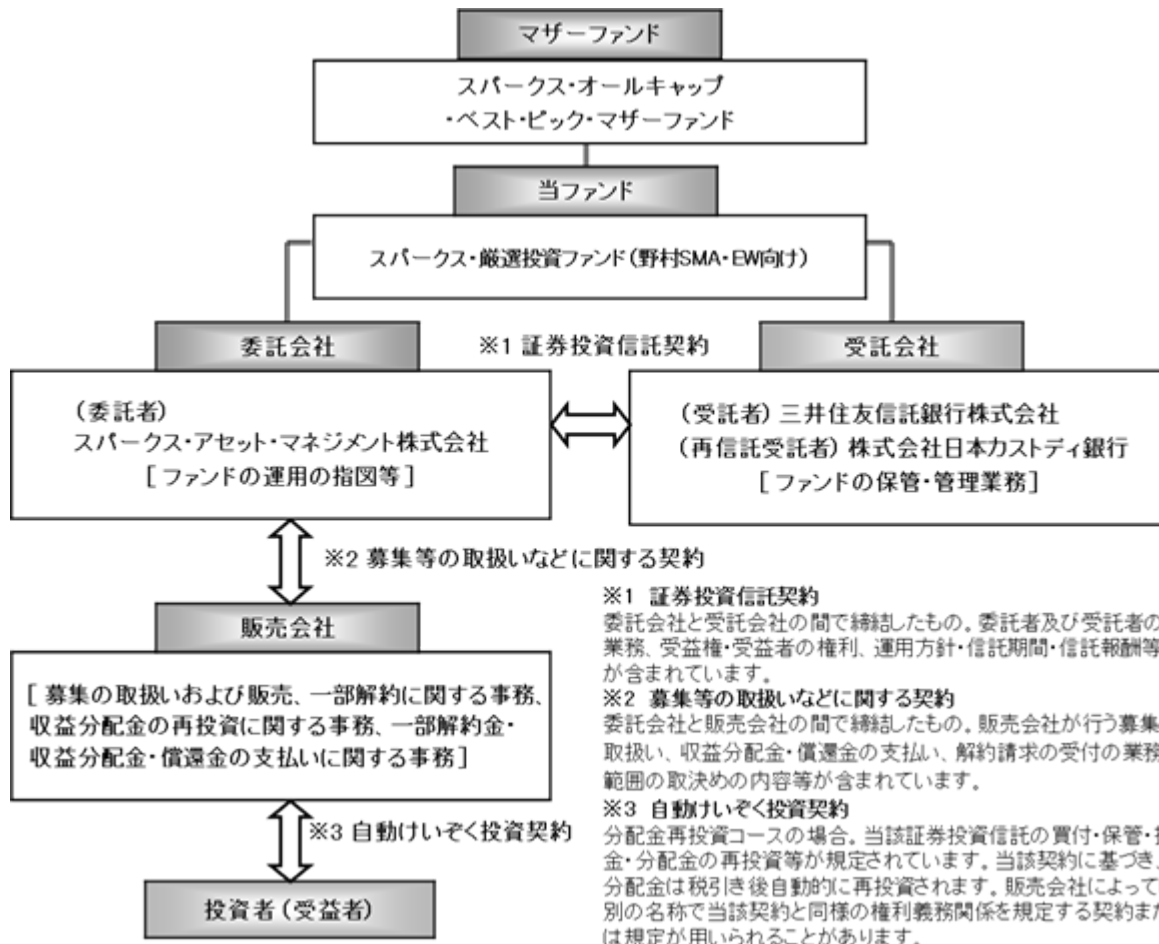 マザーファンド
スパークス・オールキャップ
・ベスト・ピック・マザーファンド
当ファンド
スパークス・厳選投資ファンド(野村SMA・EW向け)
委託会社
※1 証券投資信託契約
受託会社
(委託者)
スパークス・アセット・マネジメント株式会社
[ファンドの運用の指図等]
(受託者) 三井住友信託銀行株式会社
(再信託受託者) 株式会社日本カストディ銀行
[ファンドの保管・管理業務]
※2 募集等の取扱いなどに関する契約
販売会社
[募集の取扱いおよび販売、一部解約に関する事務、
収益分配金の再投資に関する事務、一部解約金・
収益分配金・償還金の支払いに関する事務]
※3 自動けいぞく投資契約
投資者(受益者)
※1 証券投資信託契約
委託会社と受託会社の間で締結したもの。委託者及び受託者の
業務、受益権・受益者の権利、運用方針・信託期間・信託報酬等
が含まれています。
※2 募集等の取扱いなどに関する契約
委託会社と販売会社の間で締結したもの。販売会社が行う募集
取扱い、収益分配金・償還金の支払い、解約請求の受付の業務
範囲の取決めの内容等が含まれています。
※3 自動けいぞく投資契約
分配金再投資コースの場合。当該証券投資信託の買付・保管・
金・分配金の再投資等が規定されています。当該契約に基づき、
分配金は税引き後自動的に再投資されます。販売会社によって
別の名称で当該契約と同様の権利義務関係を規定する契約また
は規定が用いられることがあります。